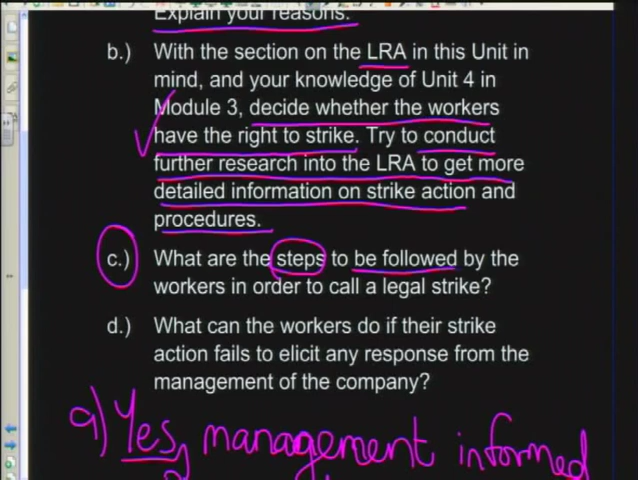 Explain your reasons.
b.) With the section on the LRA in this Unit in
mind, and your knowledge of Unit 4 in
Module 3, decide whether the workers
have the right to strike. Try to conduct
further research into the LRA to get more
detailed information on strike action and
procedures.
c.) What are the steps to be followed by the
workers in order to call a legal strike?
d.) What can the workers do if their strike
action fails to elicit any response from the
management of the company?
a) Yes, management informed